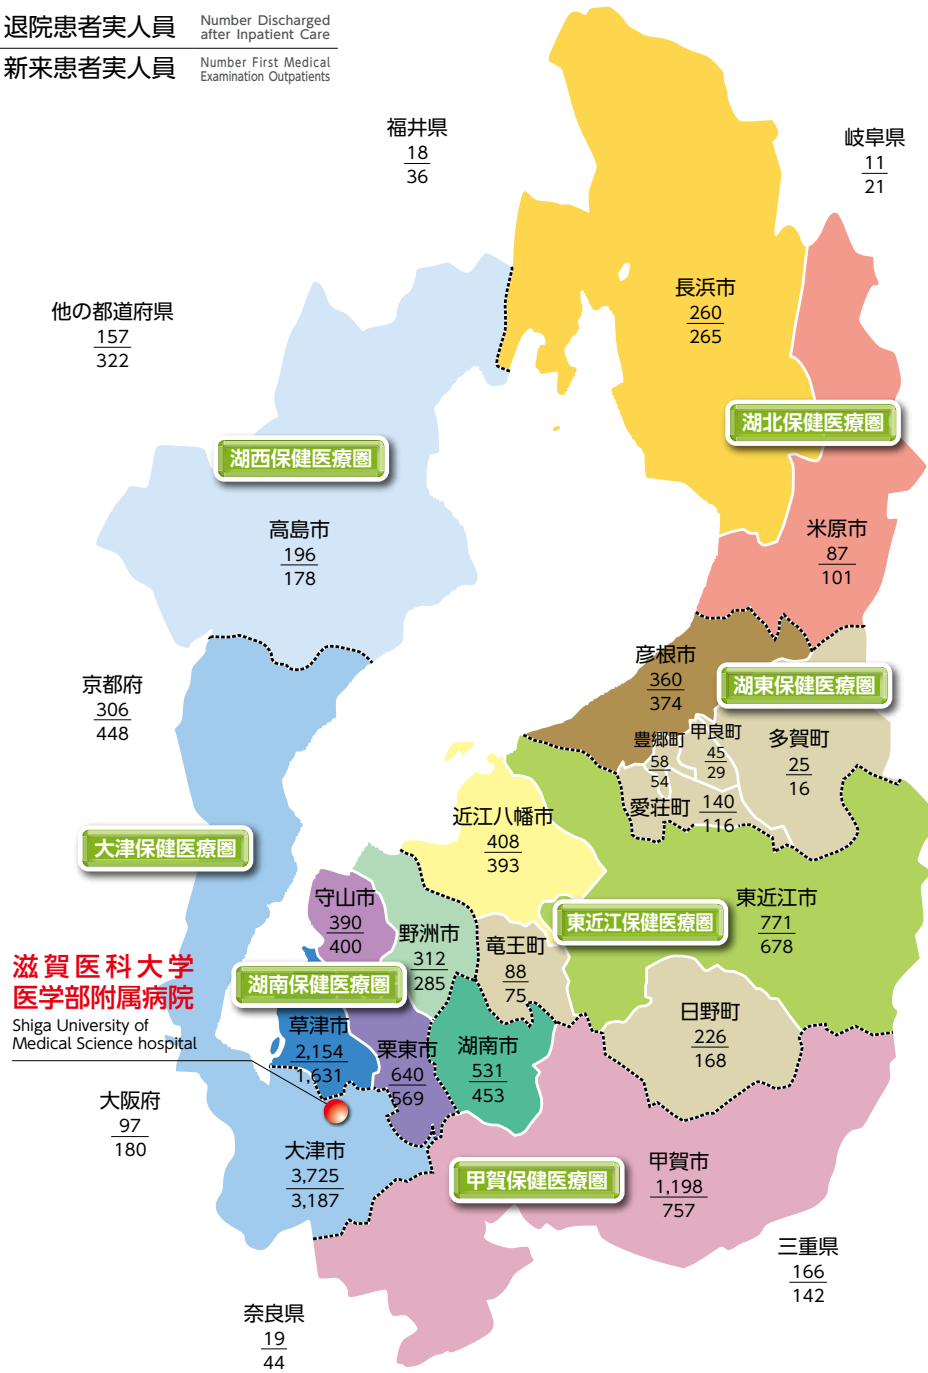 退院患者実人員
Number Discharged
after Inpatient Care
新来患者実人員
Number First Medical
Examination Outpatients
福井県
18
36
岐阜県
11
21
他の都道府県
157
322
長浜市
260
265
湖北保健医療圏
湖西保健医療圏
高島市
196
178
米原市
87
101
京都府
306
448
彦根市
360
374
湖東保健医療圏
豊郷町
58
54
甲良町
45
29
多賀町
25
16
愛荘町
140
116
近江八幡市
408
393
大津保健医療圏
守山市
390
400
野洲市
312
285
竜王町
88
75
東近江保健医療圏
東近江市
771
678
滋賀医科大学
医学部附属病院
Shiga University of
Medical Science hospital
湖南保健医療圏
草津市
2,154
1,631
栗東市
640
569
湖南市
531
453
日野町
226
168
大阪府
97
180
大津市
3,725
3,187
甲賀保健医療圏
甲賀市
1,198
757
三重県
166
142
奈良県
19
44